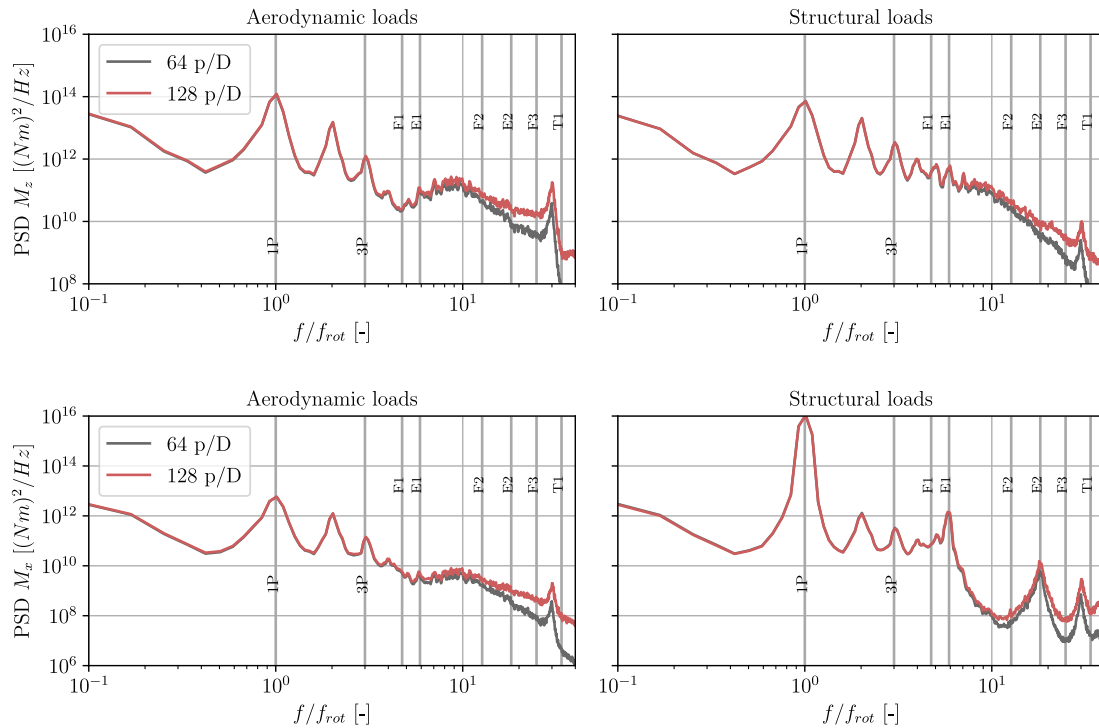 Aerodynamic loads
Structural loads
PSD M_z [(Nm)^2/Hz]
10^16
10^14
10^12
10^10
10^8
64 p/D
128 p/D
1P
3P
F1
E1
F2
E2
F3
T1
10^-1
10^0
10^1
f/f_rot [-]
1P
3P
F1
E1
F2
E2
F3
T1
10^-1
10^0
10^1
f/f_rot [-]
Aerodynamic loads
Structural loads
PSD M_x [(Nm)^2/Hz]
10^16
10^14
10^12
10^10
10^8
10^6
64 p/D
128 p/D
1P
3P
F1
E1
F2
E2
F3
T1
10^-1
10^0
10^1
f/f_rot [-]
1P
3P
F1
E1
F2
E2
F3
T1
10^-1
10^0
10^1
f/f_rot [-]